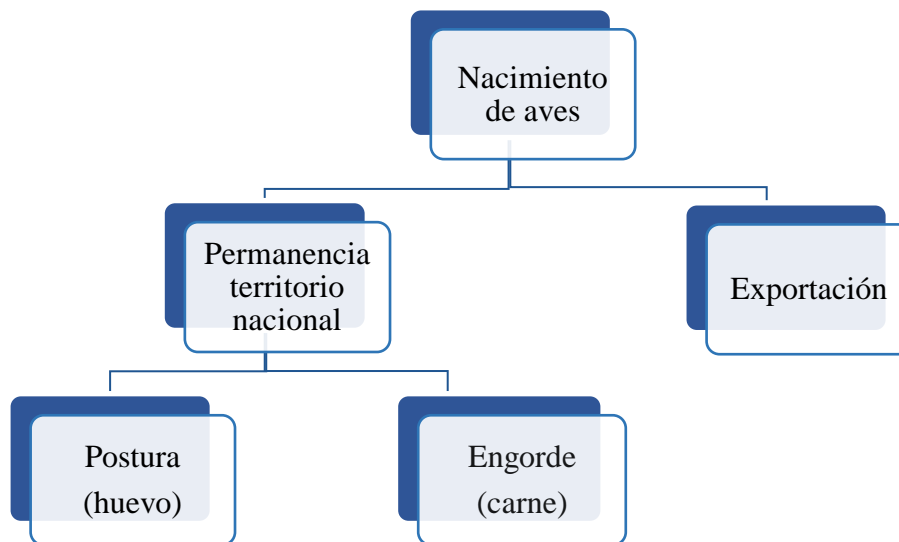 Nacimiento
de aves
Permanencia
territorio
nacional
Exportación
Postura
(huevo)
Engorde
(carne)